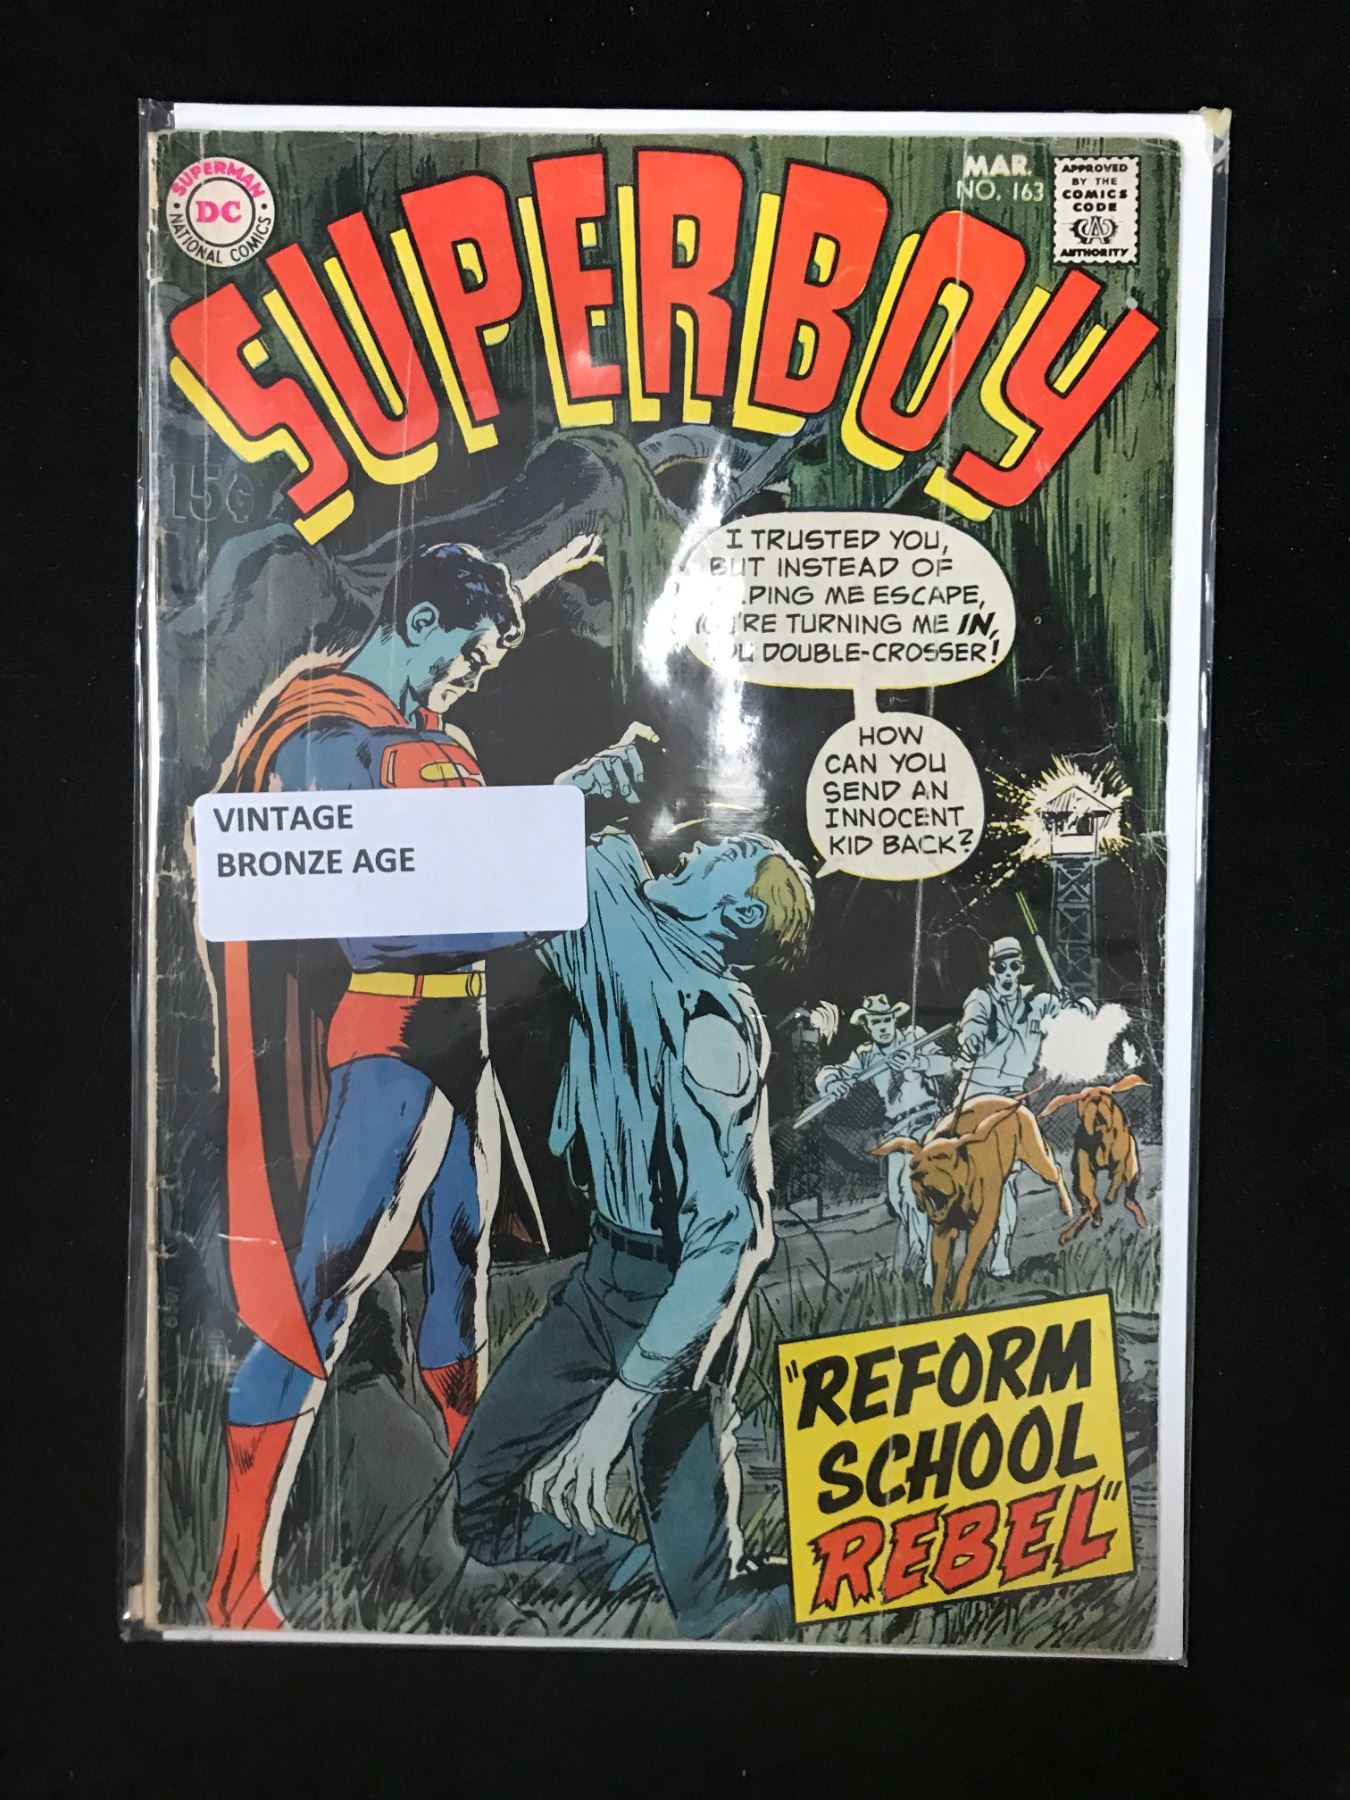 SUPERMAN
DC
NATIONAL COMICS
MAR.
NO. 163
APPROVED
BY THE
COMICS
CODE
CA
AUTHORITY
SUPERBOY
15¢
I TRUSTED YOU,
BUT INSTEAD OF
ME ESCAPE,
TURNING ME IN,
DOUBLE-CROSSER!
HOW
CAN YOU
SEND AN
INNOCENT
KID BACK?
S
VINTAGE
BRONZE AGE
"REFORM
SCHOOL
REBEL"